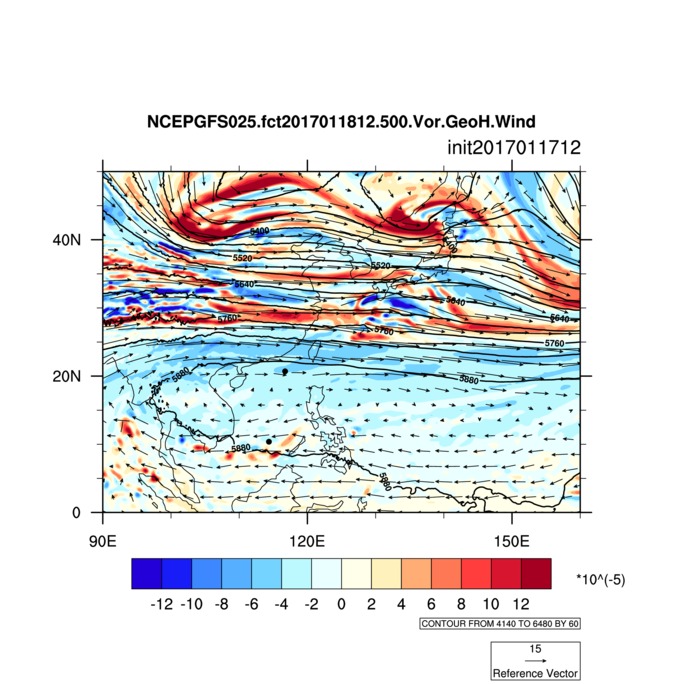 NCEPGFS025.fct2017011812.500.Vor.GeoH.Wind
init2017011712
40N
20N
0
5400
5400
5520
5520
5640
5640
5640
5760
5760
5760
5880
5880
5880
5880
90E 120E 150E
-12 -10 -8 -6 -4 -2 0 2 4 6 8 10 12
*10^(-5)
CONTOUR FROM 4140 TO 6480 BY 60
15
Reference Vector